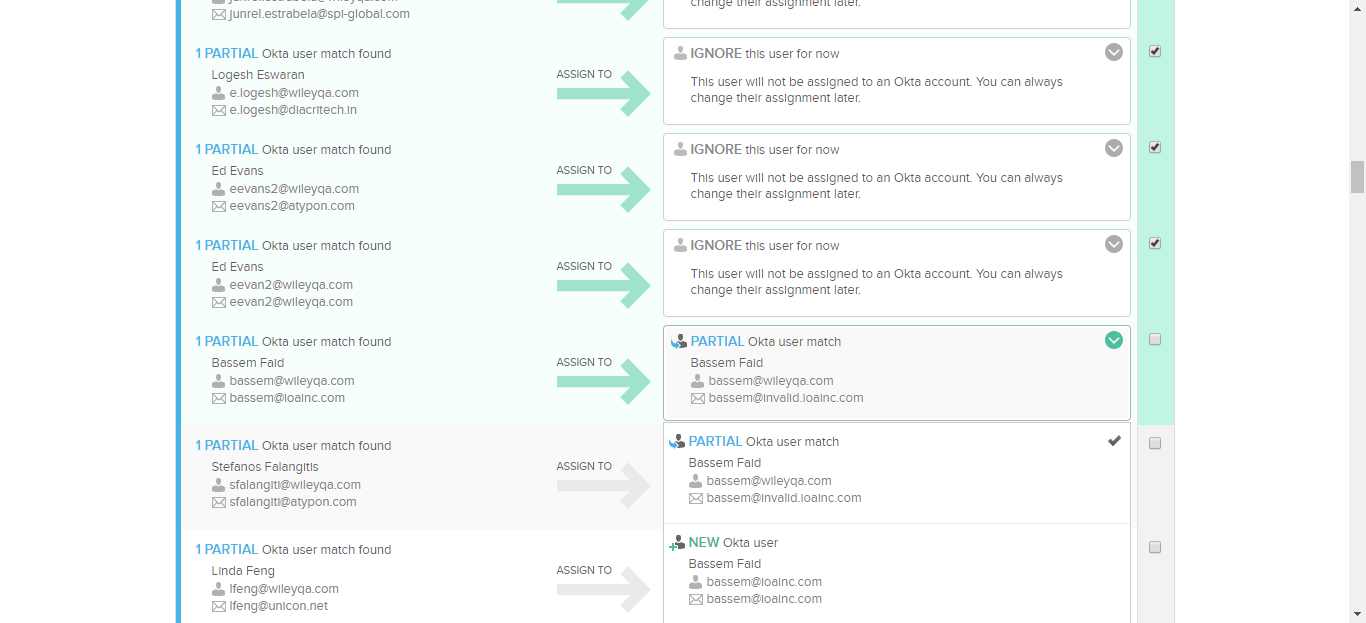 junrel.estrabela@spi-global.com
change their assignment later.
1 PARTIAL Okta user match found
Logesh Eswaran
e.logesh@wileyqa.com
e.logesh@diacritech.in
ASSIGN TO
IGNORE this user for now
This user will not be assigned to an Okta account. You can always
change their assignment later.
1 PARTIAL Okta user match found
Ed Evans
eevans2@wileyqa.com
eevans2@atypon.com
ASSIGN TO
IGNORE this user for now
This user will not be assigned to an Okta account. You can always
change their assignment later.
1 PARTIAL Okta user match found
Ed Evans
eevan2@wileyqa.com
eevan2@wileyqa.com
ASSIGN TO
IGNORE this user for now
This user will not be assigned to an Okta account. You can always
change their assignment later.
1 PARTIAL Okta user match found
Bassem Faid
bassem@wileyqa.com
bassem@ioainc.com
ASSIGN TO
PARTIAL Okta user match
Bassem Faid
bassem@wileyqa.com
bassem@invalid.ioainc.com
1 PARTIAL Okta user match found
Stefanos Falangitis
sfalangiti@wileyqa.com
sfalangiti@atypon.com
ASSIGN TO
PARTIAL Okta user match
Bassem Faid
bassem@wileyqa.com
bassem@invalid.ioainc.com
1 PARTIAL Okta user match found
Linda Feng
lfeng@wileyqa.com
lfeng@unicon.net
ASSIGN TO
NEW Okta user
Bassem Faid
bassem@ioainc.com
bassem@ioainc.com